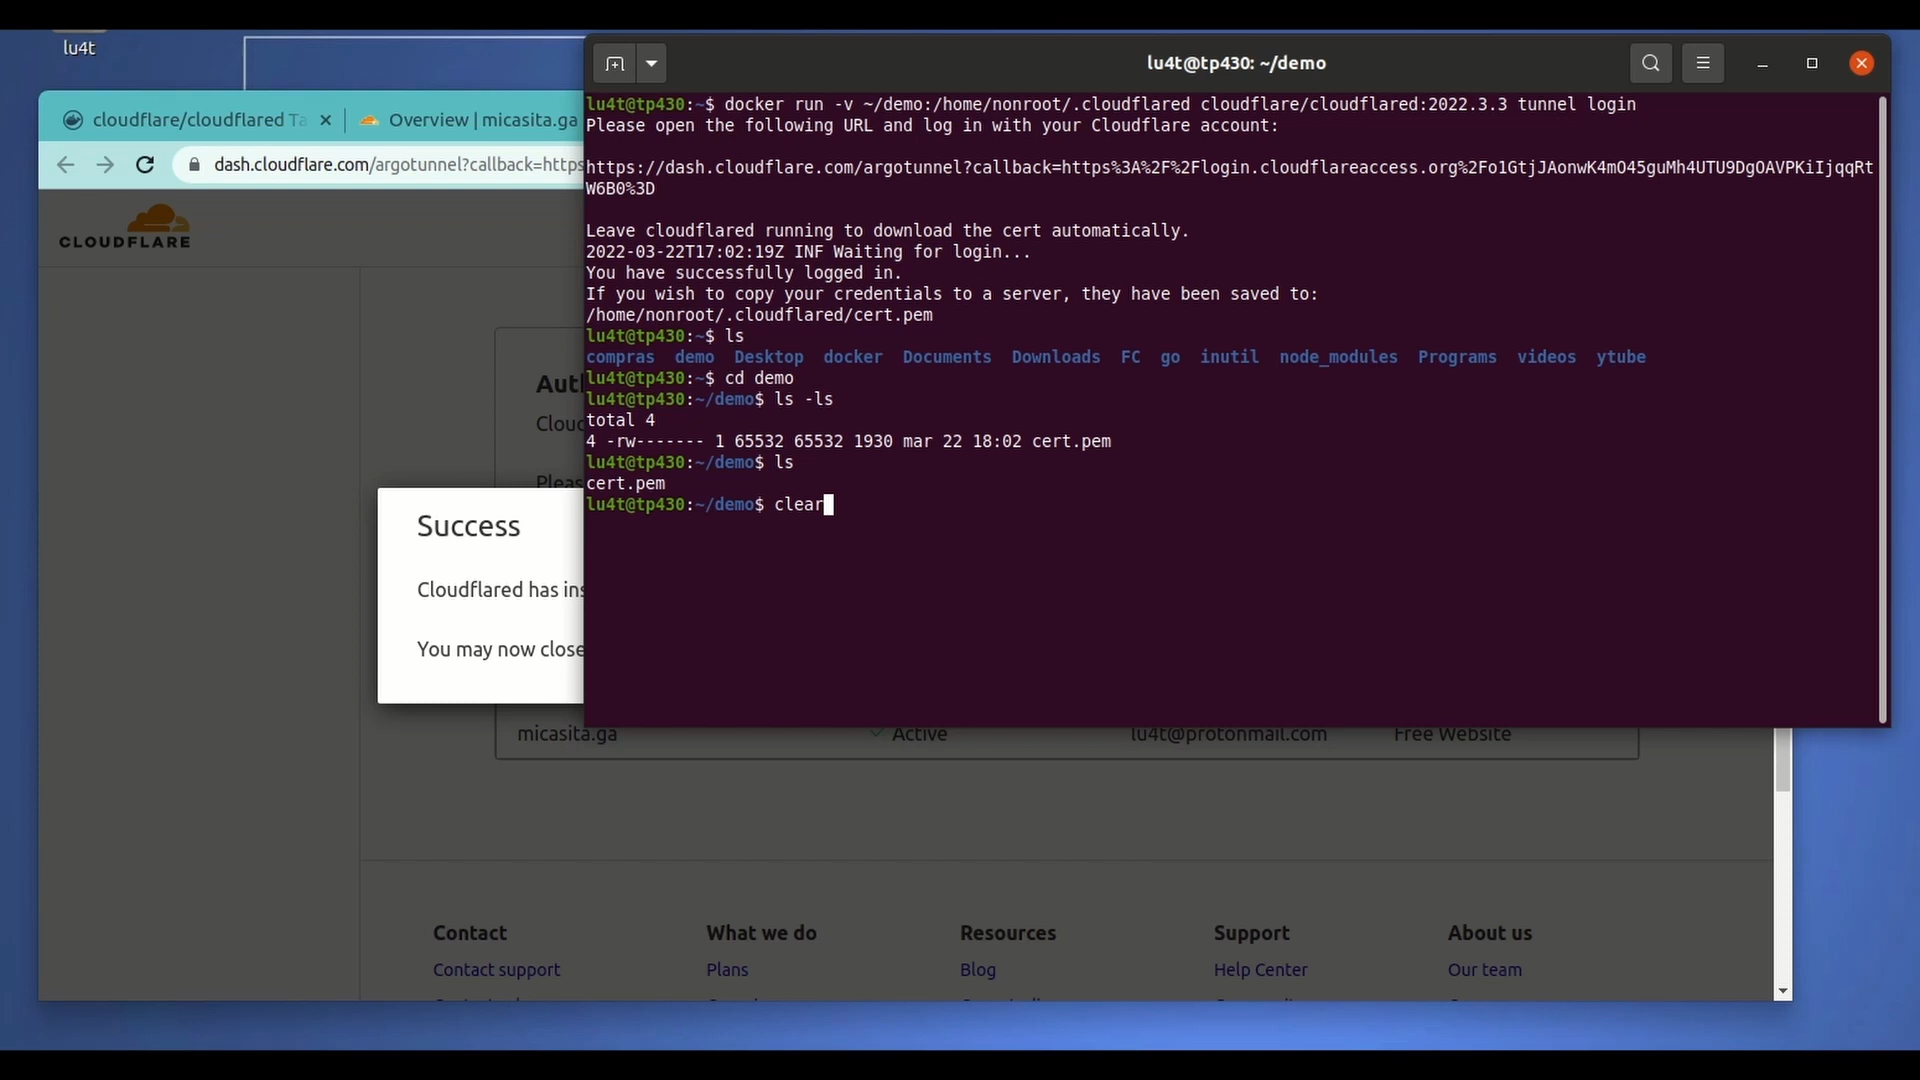 lu4t
lu4t@tp430: ~/demo
cloudflare/cloudflared Ta
Overview | micasita.ga
dash.cloudflare.com/argotunnel?callback=https
CLOUDFLARE
lu4t@tp430:~$ docker run -v ~/demo:/home/nonroot/.cloudflared cloudflare/cloudflared:2022.3.3 tunnel login
Please open the following URL and log in with your Cloudflare account:
https://dash.cloudflare.com/argotunnel?callback=https%3A%2F%2Flogin.cloudflareaccess.org%2Fo1GtjJAonwK4mO45guMh4UTU9DgOAVPKiIjqqRt
W6B0%3D
Leave cloudflared running to download the cert automatically.
2022-03-22T17:02:19Z INF Waiting for login...
You have successfully logged in.
If you wish to copy your credentials to a server, they have been saved to:
/home/nonroot/.cloudflared/cert.pem
lu4t@tp430:~$ ls
compras demo Desktop docker Documents Downloads FC go inutil node_modules Programs videos ytube
lu4t@tp430:~$ cd demo
lu4t@tp430:~/demo$ ls -ls
total 4
4 -rw------- 1 65532 65532 1930 mar 22 18:02 cert.pem
lu4t@tp430:~/demo$ ls
cert.pem
lu4t@tp430:~/demo$ clear
Success
Cloudflared has ins
You may now close
micasita.ga Active lu4t@protonmail.com Free Website
Contact What we do Resources Support About us
Contact support Plans Blog Help Center Our team